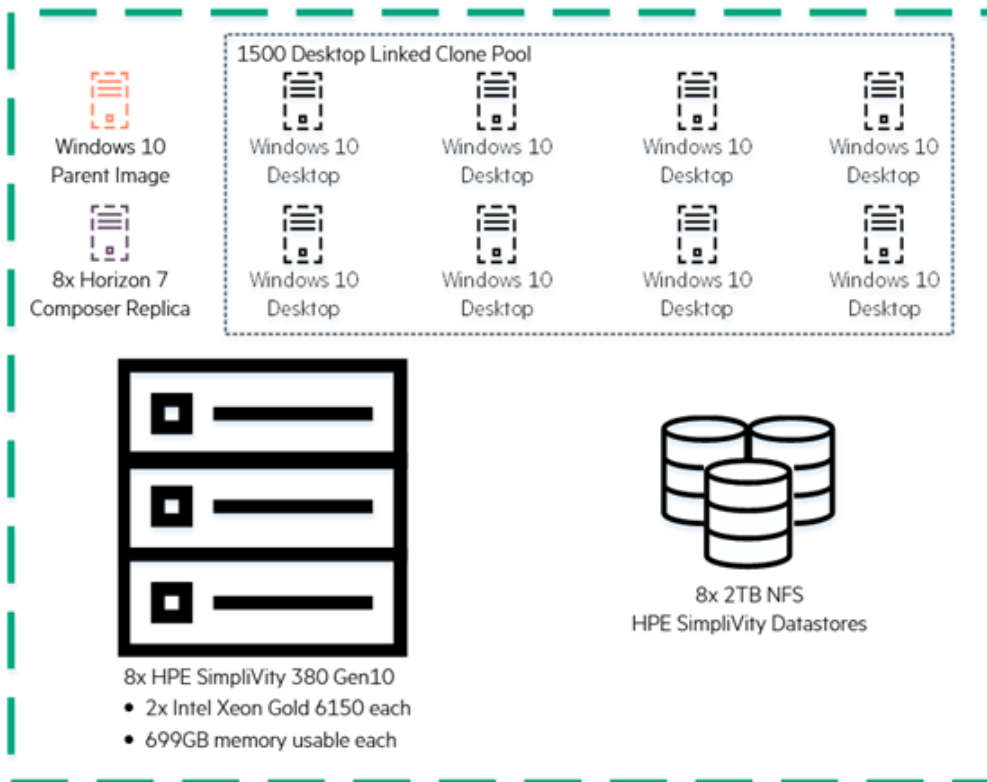 1500 Desktop Linked Clone Pool
Windows 10
Parent Image
Windows 10
Desktop
Windows 10
Desktop
Windows 10
Desktop
Windows 10
Desktop
8x Horizon 7
Composer Replica
Windows 10
Desktop
Windows 10
Desktop
Windows 10
Desktop
Windows 10
Desktop
8x HPE SimpliVity 380 Gen10
• 2x Intel Xeon Gold 6150 each
• 699GB memory usable each
8x 2TB NFS
HPE SimpliVity Datastores